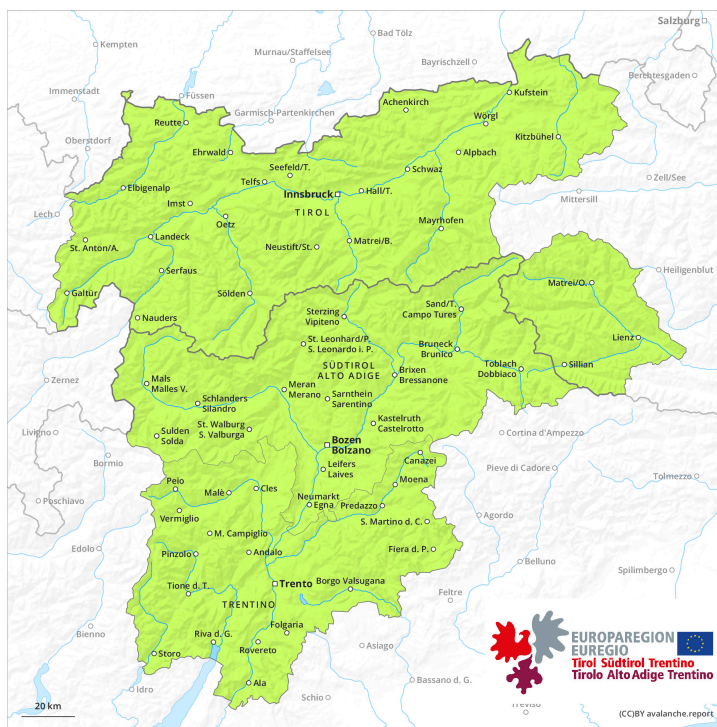 Salzburg
Bad Tölz
Kempten
Murnau/Staffelsee
Bayrischzell
Berchtesgaden
Immenstadt
Füssen
Achenkirch
Kufstein
Garmisch-Partenkirchen
Reutte
Wörgl
Kitzbühel
Oberstdorf
Ehrwald
Alpbach
Seefeld/T.
Schwaz
Zell/See
Telfs
Elbigenalp
Innsbruck
Hall/T.
Mittersill
Imst
TIROL
Lech
Oetz
Mayrhofen
St. Anton/A.
Landeck
Neustift/St.
Matrei/B.
Serfaus
Heiligenblut
Galtür
Sölden
Matrei/O.
Nauders
Sterzing
Vipiteno
Sand/T.
Campo Tures
Lienz
St. Leonhard/P.
S. Leonardo i. P.
Bruneck
Brunico
Sillian
Toblach
Dobbiaco
SÜDTIROL
ALTO ADIGE
Brixen
Bressanone
Zernez
Mals
Malles V.
Meran
Merano
Sarnthein
Sarentino
Schlanders
Silandro
Kastelruth
Castelrotto
St. Walburg
S. Valburga
Livigno
Sulden
Solda
Cortina d'Ampezzo
Bozen
Bolzano
Bormio
Canazei
Leifers
Laives
Pieve di Cadore
Tolmezzo
Peio
Malè
Cles
Moena
Poschiavo
Neumarkt
Egna
Predazzo
Vermiglio
Agordo
S. Martino d. C.
M. Campiglio
Edolo
Pinzolo
Andalo
Fiera d. P.
Belluno
Spilimbergo
Trento
Borgo Valsugana
Tione d. T.
Feltre
TRENTINO
Bienno
Folgaria
Riva d. G.
Rovereto
Asiago
Storo
Ala
Bassano d. G.
Idro
Schio
Treviso
EUROPAREGION
EUREGIO
Tirol Südtirol Trentino
Tirolo Alto Adige Trentino
20 km
(CC)BY avalanche.report